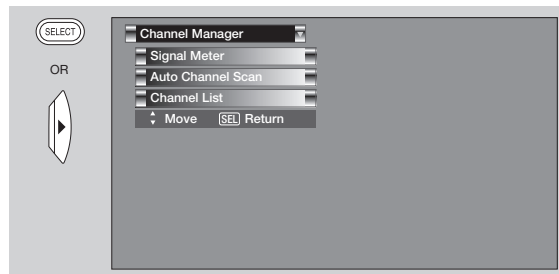 SELECT
OR
Channel Manager
Signal Meter
Auto Channel Scan
Channel List
Move SEL Return